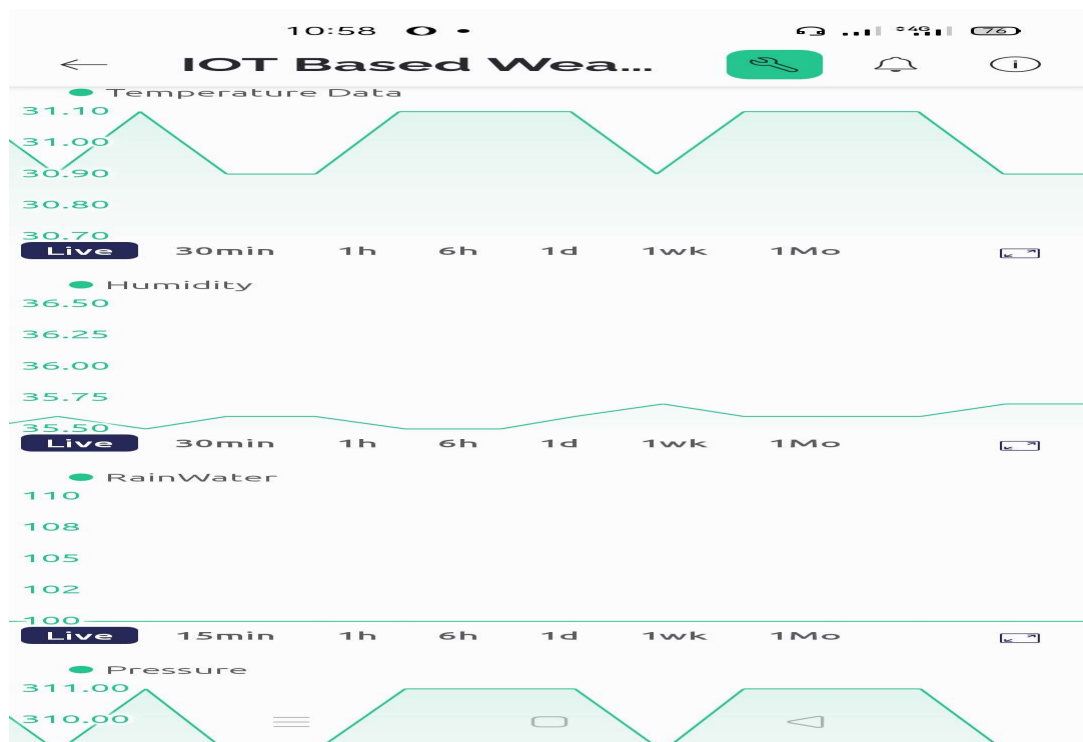 10:58 4G 76
IOT Based Wea...
Temperature Data
31.10
31.00
30.90
30.80
30.70
Live 30min 1h 6h 1d 1wk 1Mo
Humidity
36.50
36.25
36.00
35.75
35.50
Live 30min 1h 6h 1d 1wk 1Mo
RainWater
110
108
105
102
100
Live 15min 1h 6h 1d 1wk 1Mo
Pressure
311.00
310.00